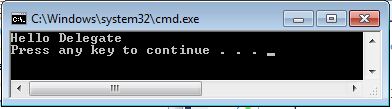 C:\Windows\system32\cmd.exe
Hello Delegate
Press any key to continue . . . _